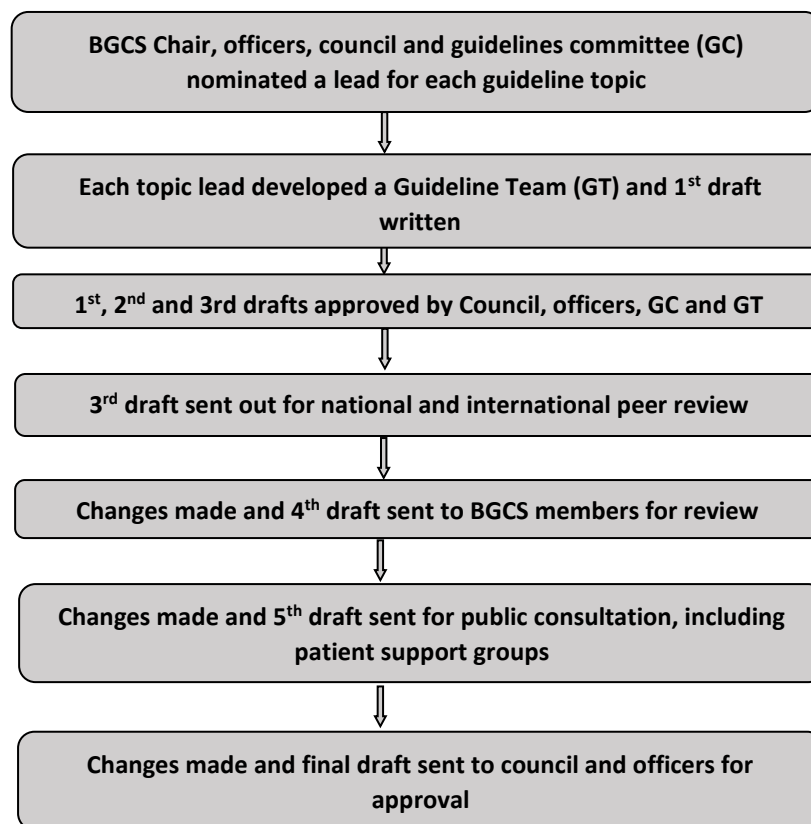 BGCS Chair, officers, council and guidelines committee (GC)
nominated a lead for each guideline topic
Each topic lead developed a Guideline Team (GT) and 1st draft
written
1st, 2nd and 3rd drafts approved by Council, officers, GC and GT
3rd draft sent out for national and international peer review
Changes made and 4th draft sent to BGCS members for review
Changes made and 5th draft sent for public consultation, including
patient support groups
Changes made and final draft sent to council and officers for
approval